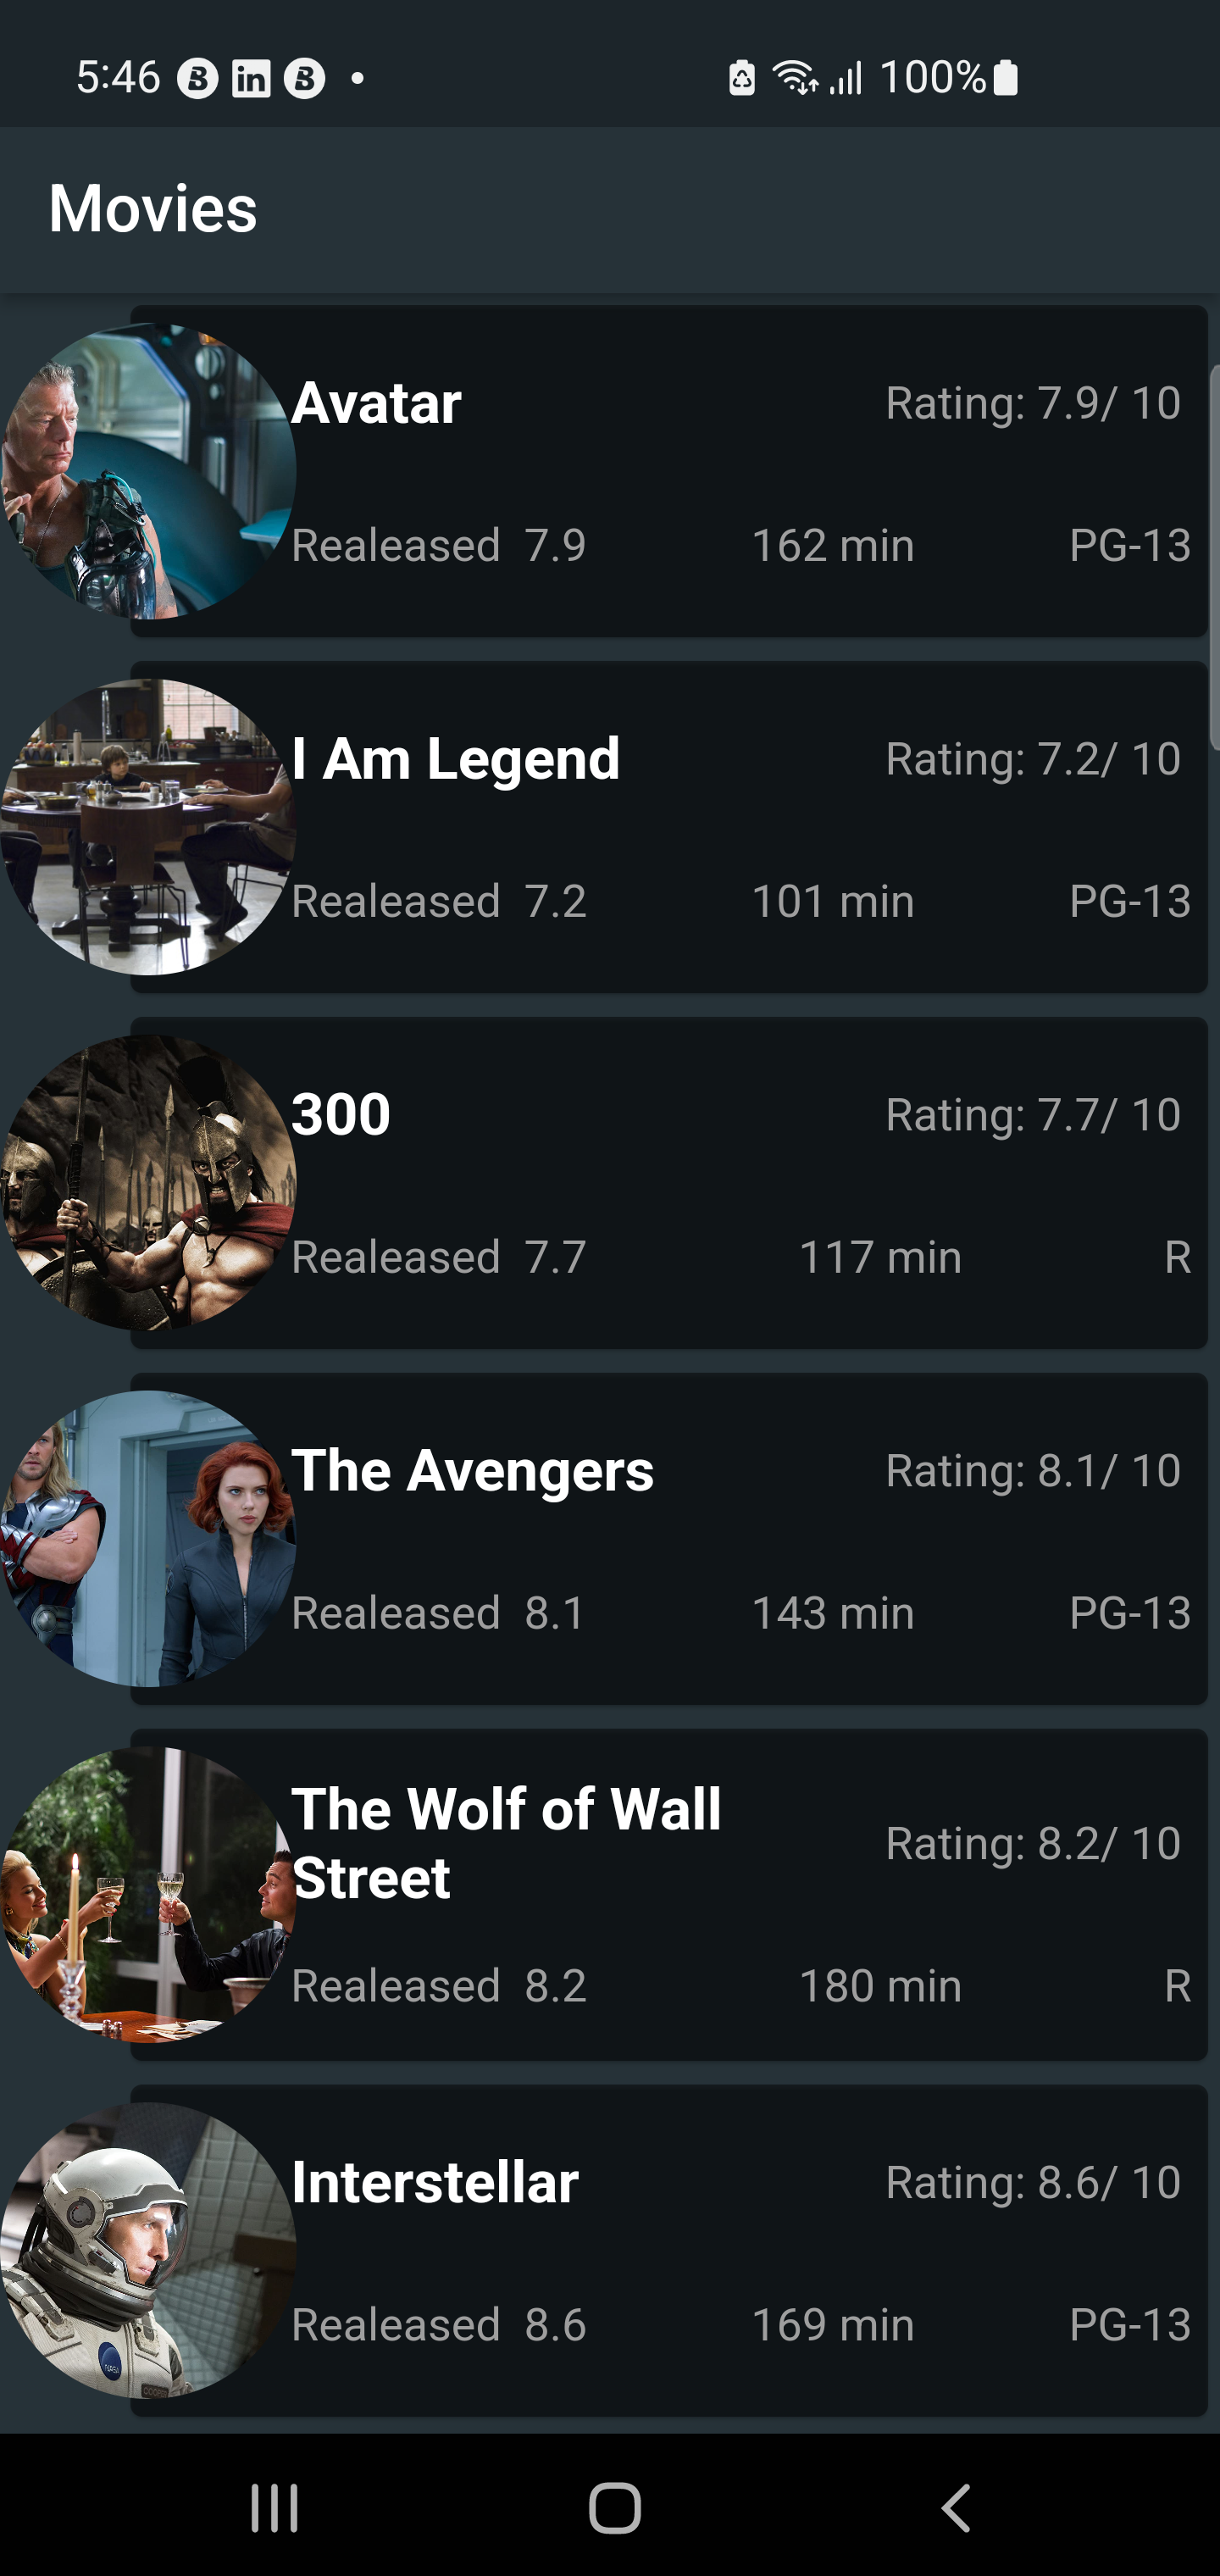 5:46 B in B • 100%
Movies
Avatar Rating: 7.9/ 10
Realeased 7.9 162 min PG-13
I Am Legend Rating: 7.2/ 10
Realeased 7.2 101 min PG-13
300 Rating: 7.7/ 10
Realeased 7.7 117 min R
The Avengers Rating: 8.1/ 10
Realeased 8.1 143 min PG-13
The Wolf of Wall
Street Rating: 8.2/ 10
Realeased 8.2 180 min R
Interstellar Rating: 8.6/ 10
Realeased 8.6 169 min PG-13
NASA